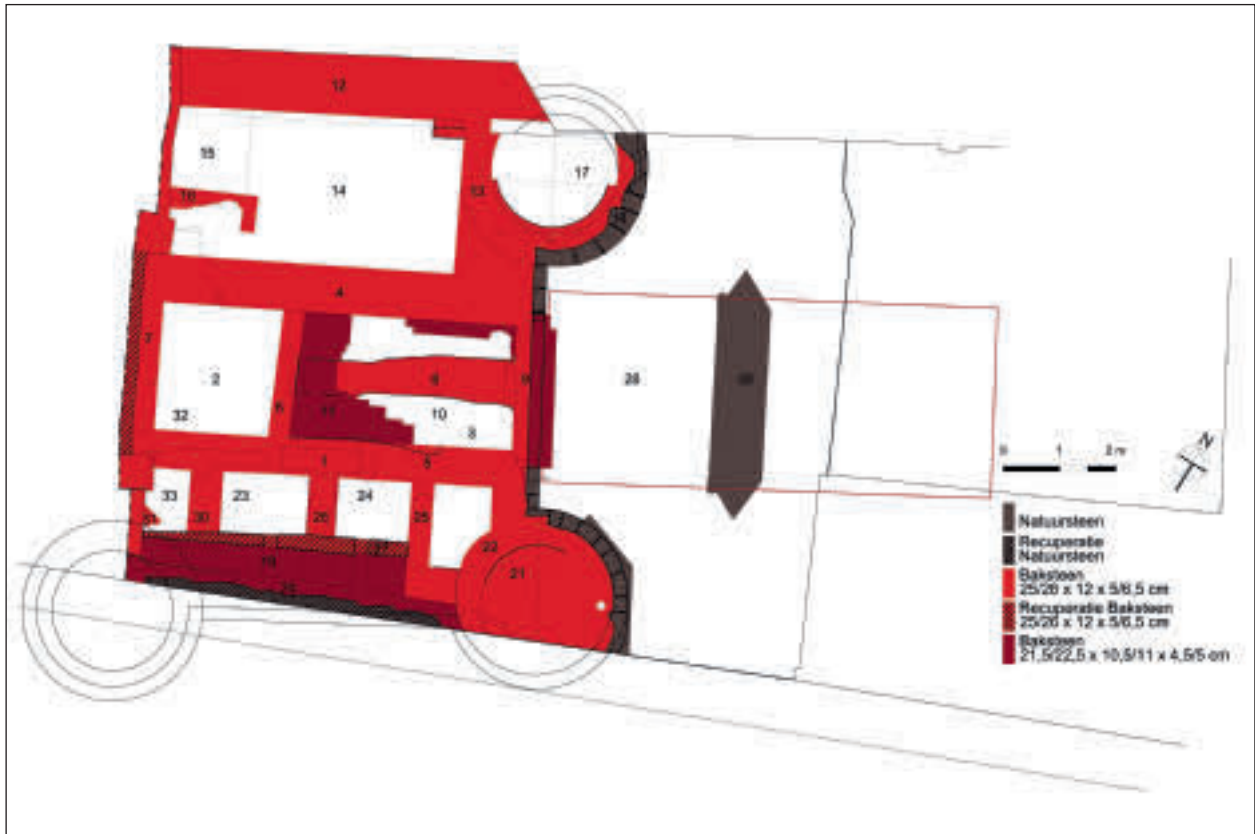 12
15
14
17
16
13
4
7
2
6
9
28
10
32
8
1
5
33
23
24
30
26
25
22
21
N
0 1 2 m
Natuursteen
Recuperatie
Natuursteen
Baksteen
25/26 x 12 x 5/6,5 cm
Recuperatie Baksteen
25/26 x 12 x 5/6,5 cm
Baksteen
21,5/22,5 x 10,5/11 x 4,5/5 cm